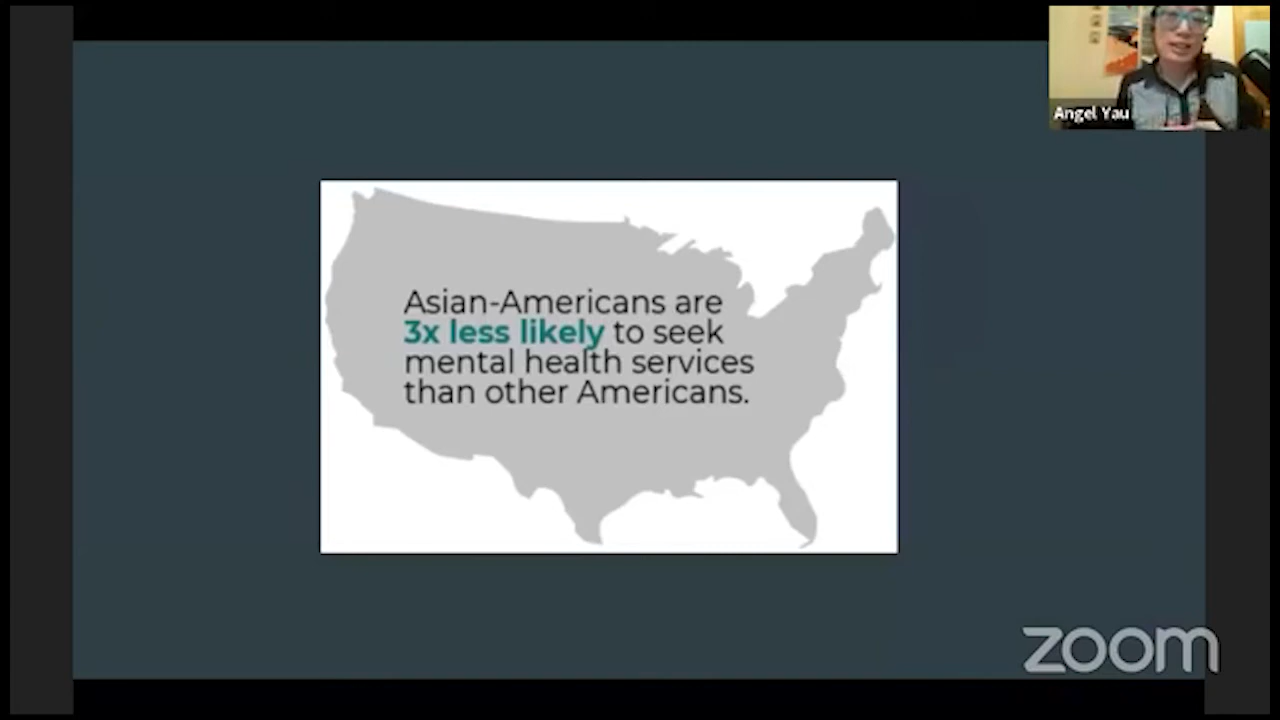 Angel Yau
Asian-Americans are
3x less likely to seek
mental health services
than other Americans.
zoom